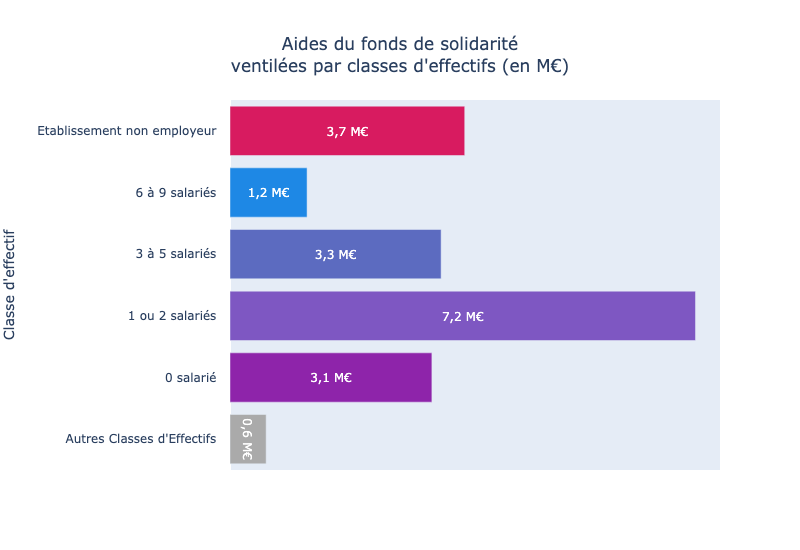 Aides du fonds de solidarité
ventilées par classes d'effectifs (en M€)
Classe d'effectif
Etablissement non employeur
3,7 M€
6 à 9 salariés
1,2 M€
3 à 5 salariés
3,3 M€
1 ou 2 salariés
7,2 M€
0 salarié
3,1 M€
Autres Classes d'Effectifs
0,6 M€